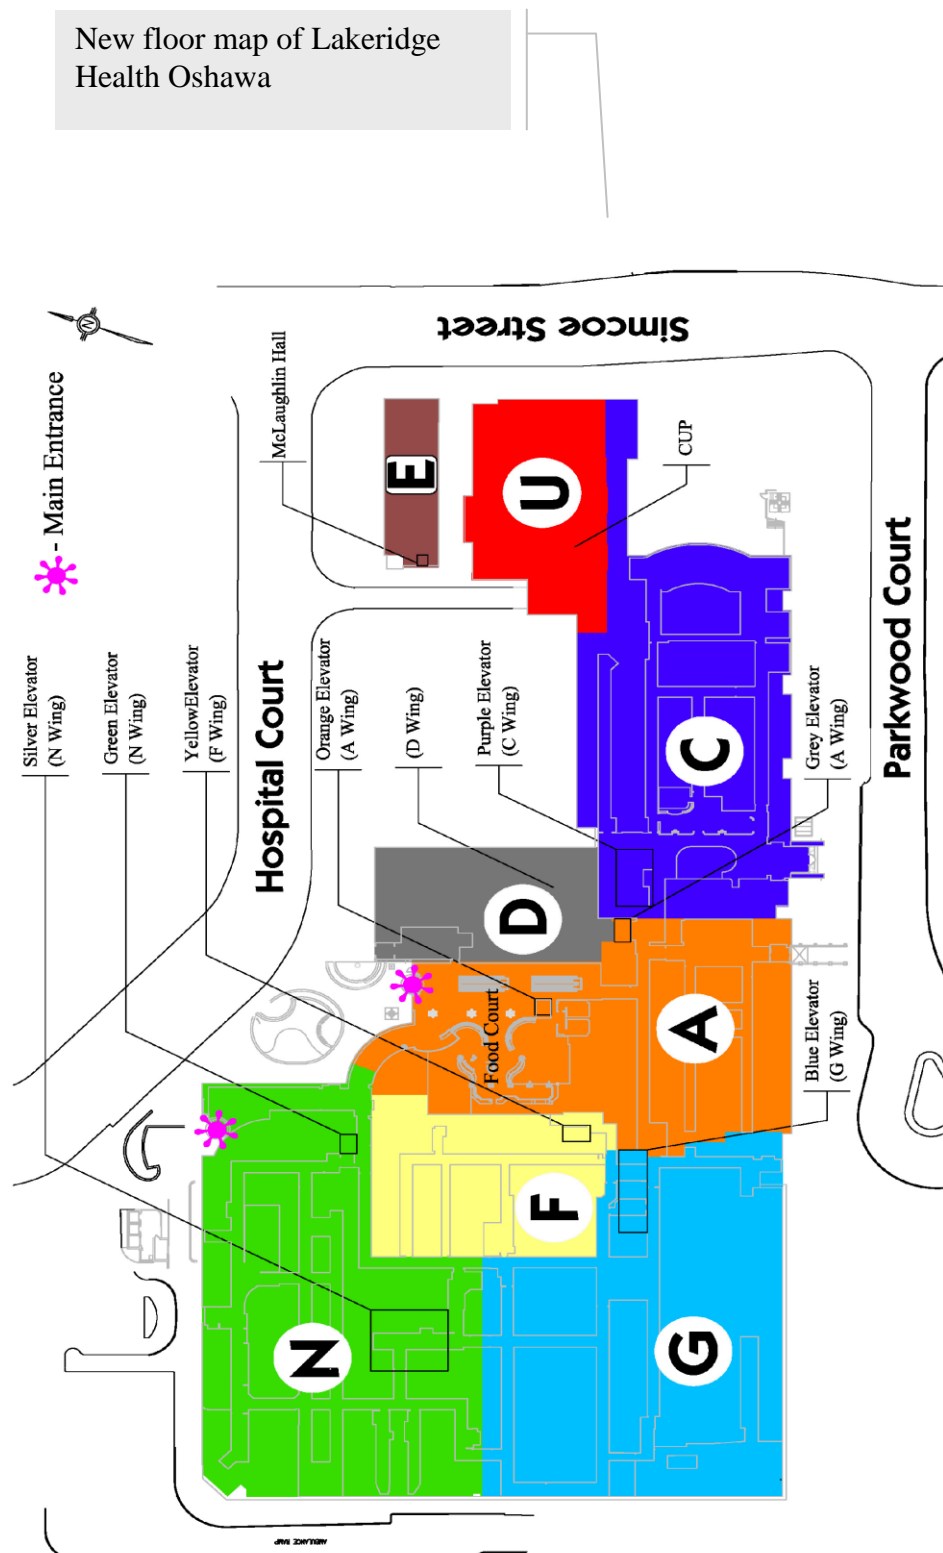 New floor map of Lakeridge
Health Oshawa
Simcoe Street
N
- Main Entrance
McLaughlin Hall
E
U
CUP
Silver Elevator
(N Wing)
Green Elevator
(N Wing)
YellowElevator
(F Wing)
Hospital Court
Orange Elevator
(A Wing)
(D Wing)
Purple Elevator
(C Wing)
C
Grey Elevator
(A Wing)
Parkwood Court
D
Food Court
A
Blue Elevator
(G Wing)
F
N
G
AMBULANCE RAMP